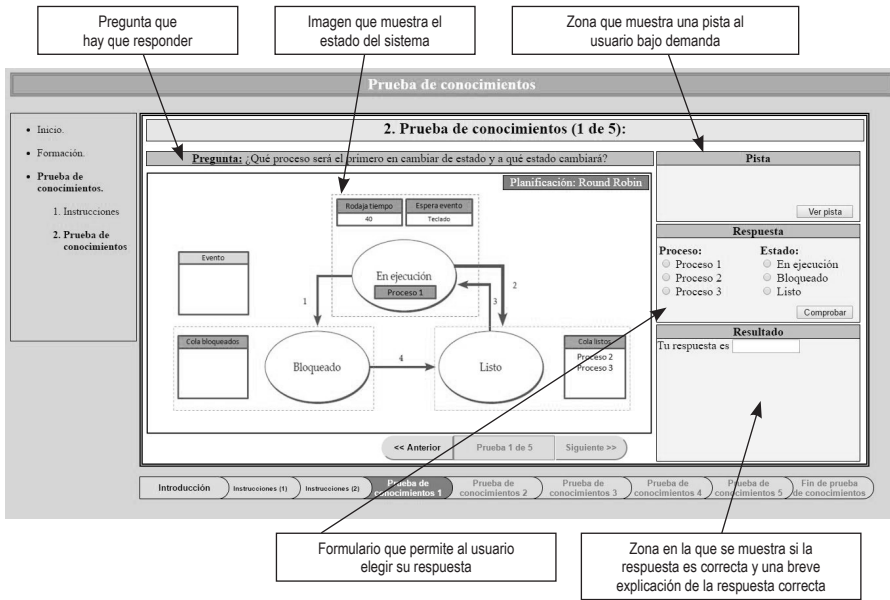 Pregunta que
hay que responder
Imagen que muestra el
estado del sistema
Zona que muestra una pista al
usuario bajo demanda
Prueba de conocimientos
• Inicio.
• Formación.
• Prueba de
conocimientos.
1. Instrucciones
2. Prueba de
conocimientos
2. Prueba de conocimientos (1 de 5):
Pregunta: ¿Qué proceso será el primero en cambiar de estado y a qué estado cambiará?
Planificación: Round Robin
Rodaja tiempo
40
Espera evento
Teclado
Evento
En ejecución
Proceso 1
1
2
3
Cola bloqueados
Bloqueado
4
Listo
Cola listos
Proceso 2
Proceso 3
Pista
Ver pista
Respuesta
Proceso:
Proceso 1
Proceso 2
Proceso 3
Estado:
En ejecución
Bloqueado
Listo
Comprobar
Resultado
Tu respuesta es
<< Anterior
Prueba 1 de 5
Siguiente >>
Introducción
Instrucciones (1)
Instrucciones (2)
Prueba de
conocimientos 1
Prueba de
conocimientos 2
Prueba de
conocimientos 3
Prueba de
conocimientos 4
Prueba de
conocimientos 5
Fin de prueba
de conocimientos
Formulario que permite al usuario
elegir su respuesta
Zona en la que se muestra si la
respuesta es correcta y una breve
explicación de la respuesta correcta